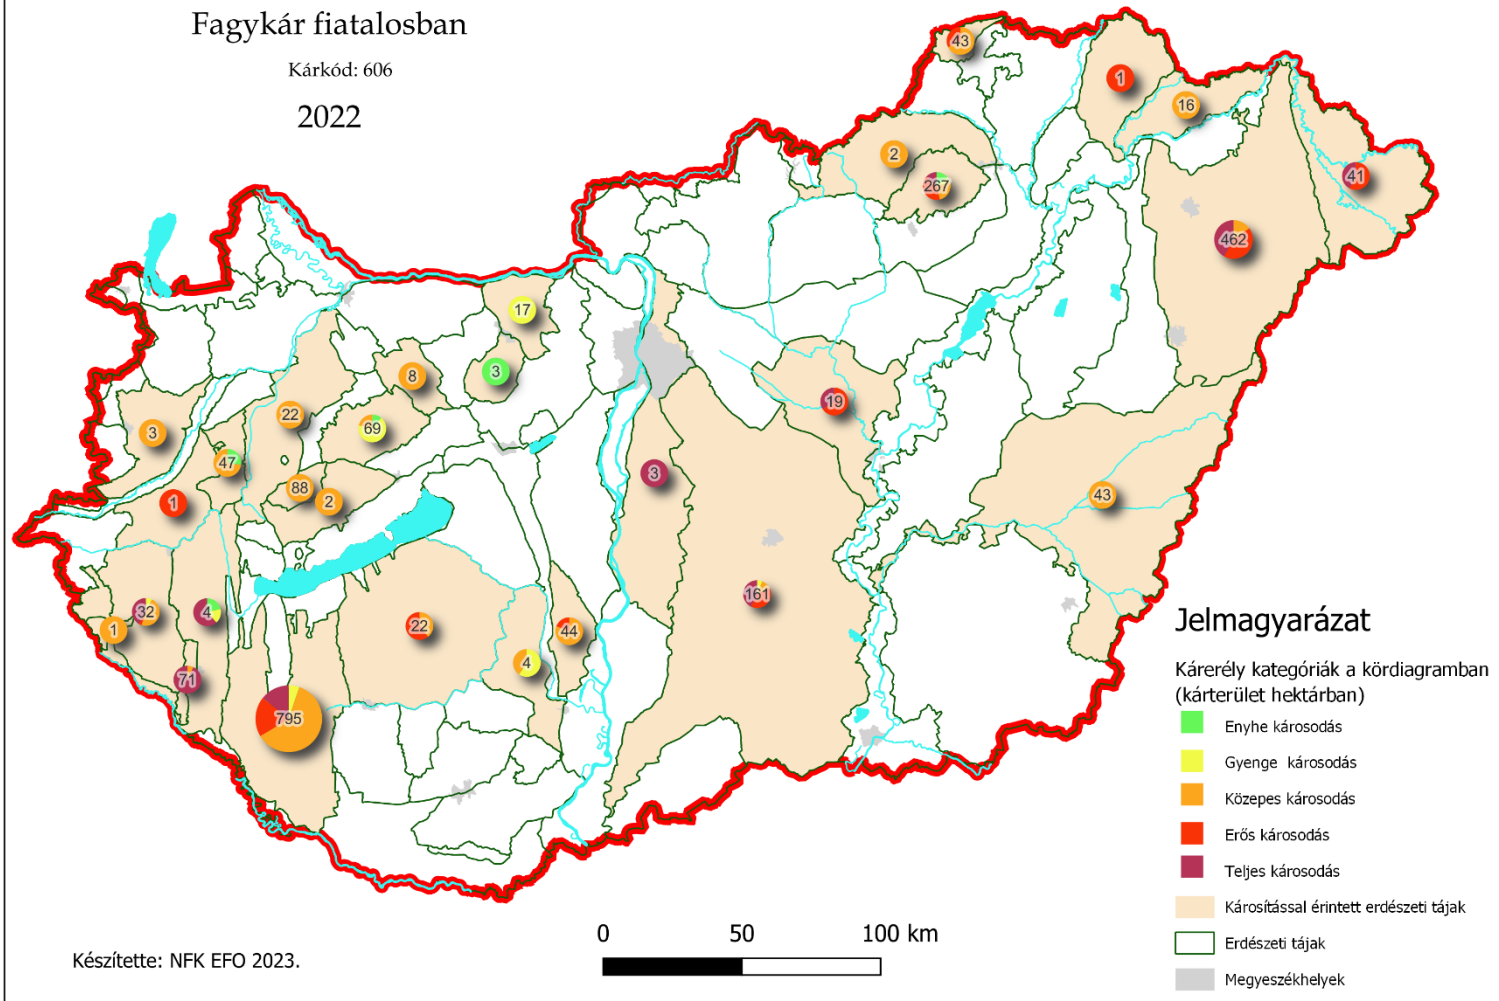 Fagykár fiatalosban
Kárkód: 606
2022
43
1
16
2
267
41
462
17
8
3
19
22
3
69
47
88
2
1
3
43
161
32
4
1
22
44
4
71
795
Jelmagyarázat
Kárerély kategóriák a kördiagramban
(kárterület hektárban)
Enyhe károsodás
Gyenge károsodás
Közepes károsodás
Erős károsodás
Teljes károsodás
Károsítással érintett erdészeti tájak
Erdészeti tájak
Megyeszékhelyek
0 50 100 km
Készítette: NFK EFO 2023.